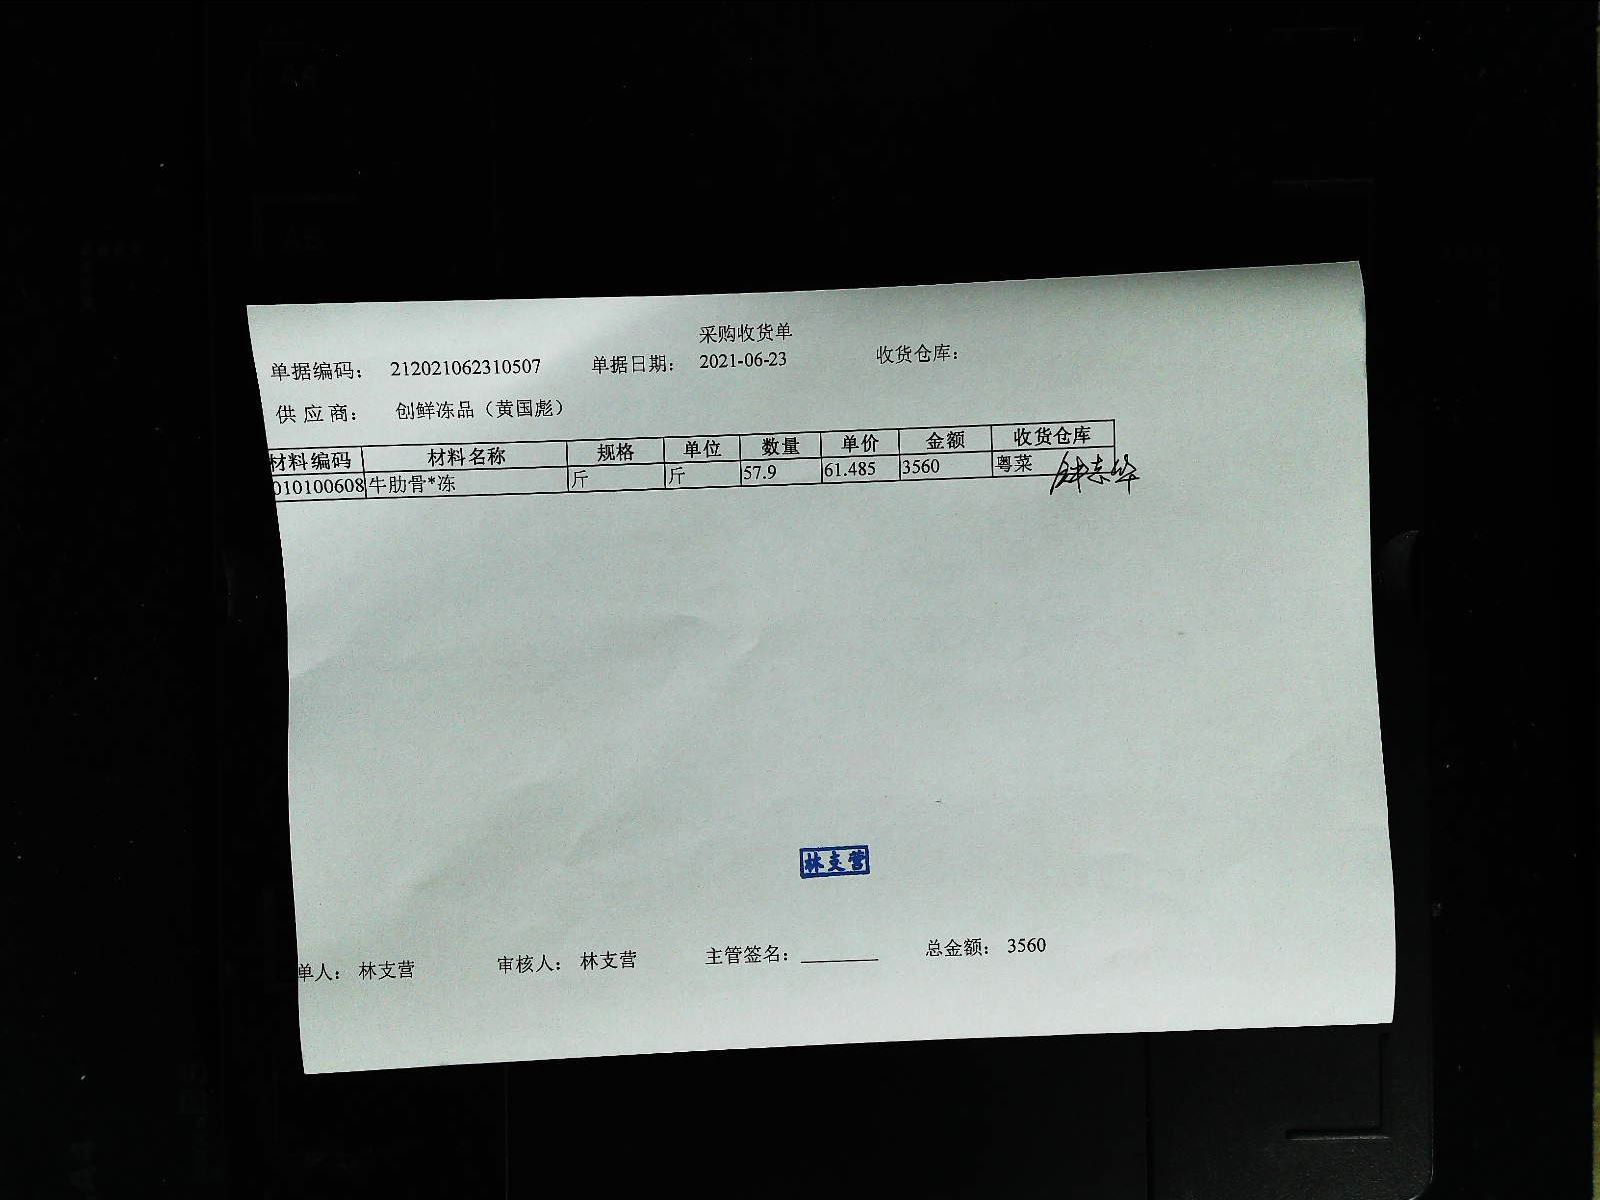 采购收货单
单据编码： 212021062310507 单据日期： 2021-06-23 收货仓库：
供 应 商： 创鲜冻品（黄国彪）
材料编码 材料名称 规格 单位 数量 单价 金额 收货仓库
010100608 牛肋骨*冻 斤 斤 57.9 61.485 3560 粤菜
钟志华
林支营
单人： 林支营 审核人： 林支营 主管签名：________ 总金额： 3560